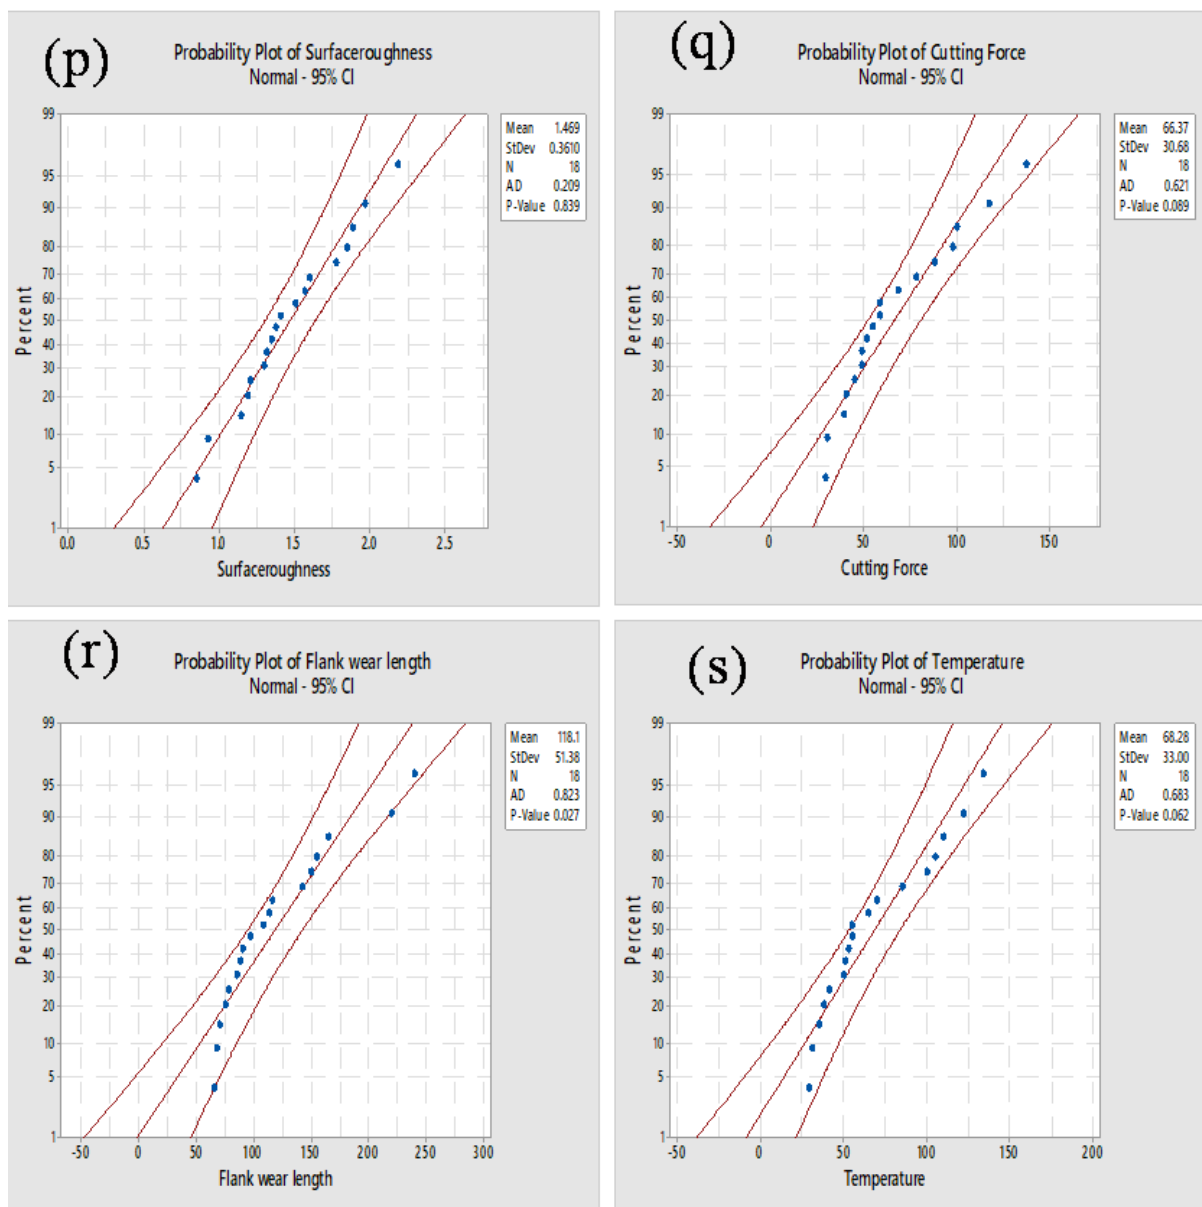 (p)
Probability Plot of Surfaceroughness
Normal - 95% CI
Mean 1.469
StDev 0.3610
N 18
AD 0.209
P-Value 0.839
99
95
90
80
70
60
50
40
30
20
10
5
1
Percent
0.0 0.5 1.0 1.5 2.0 2.5
Surfaceroughness
(q)
Probability Plot of Cutting Force
Normal - 95% CI
Mean 66.37
StDev 30.68
N 18
AD 0.621
P-Value 0.089
99
95
90
80
70
60
50
40
30
20
10
5
1
Percent
-50 0 50 100 150
Cutting Force
(r)
Probability Plot of Flank wear length
Normal - 95% CI
Mean 118.1
StDev 51.38
N 18
AD 0.823
P-Value 0.027
99
95
90
80
70
60
50
40
30
20
10
5
1
Percent
-50 0 50 100 150 200 250 300
Flank wear length
(s)
Probability Plot of Temperature
Normal - 95% CI
Mean 68.28
StDev 33.00
N 18
AD 0.683
P-Value 0.062
99
95
90
80
70
60
50
40
30
20
10
5
1
Percent
-50 0 50 100 150 200
Temperature